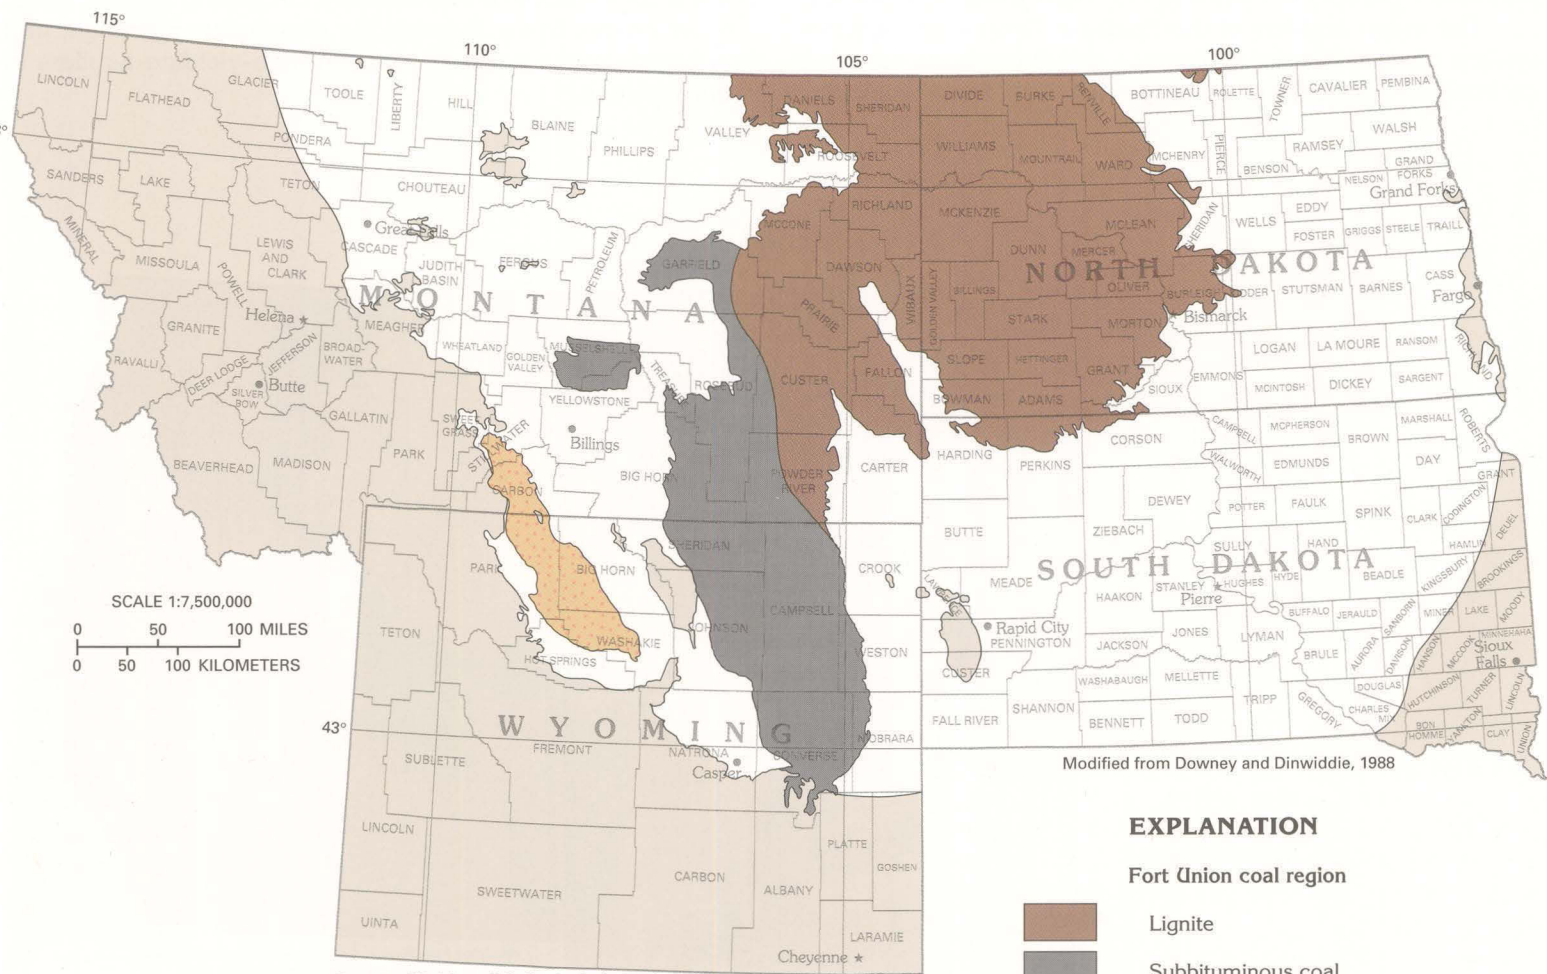 115°
110°
105°
100°
LINCOLN
FLATHEAD
GLACIER
TOOLE
LIBERTY
HILL
BLAINE
PHILLIPS
VALLEY
DANIELS
SHERIDAN
DIVIDE
BURKE
RENVILLE
BOTTINEAU
ROLETTE
TOWNER
CAVALIER
PEMBINA
PONDERA
ROOSEVELT
WILLIAMS
MOUNTRAIL
WARD
MCHENRY
PIERCE
BENSON
RAMSEY
WALSH
NELSON
GRAND
FORKS
Grand Forks
SANDERS
LAKE
TETON
CHOUTEAU
Great Falls
CASCADE
MINERAL
MISSOULA
POWELL
LEWIS
AND
CLARK
JUDITH
BASIN
FERGUS
PETROLEUM
GARFIELD
MCCONE
RICHLAND
DAWSON
PRAIRIE
WIBAUX
GOLDEN VALLEY
MCKENZIE
DUNN
MERCER
MCLEAN
OLIVER
SHERIDAN
WELLS
EDDY
FOSTER
GRIGGS
STEELE
TRAILL
MONTANA
NORTH DAKOTA
BILLINGS
BURLEIGH
KIDDER
STUTSMAN
BARNES
CASS
Fargo
Bismarck
GRANITE
Helena
MEAGHER
RAVALLI
DEER LODGE
JEFFERSON
BROAD-
WATER
SILVER
BOW
Butte
WHEATLAND
GOLDEN
VALLEY
MUSSELSHELL
TREASURE
ROSEBUD
CUSTER
FALLON
STARK
MORTON
SLOPE
HETTINGER
GRANT
BOWMAN
ADAMS
SIOUX
EMMONS
LOGAN
LA MOURE
RANSOM
RICHLAND
MCINTOSH
DICKEY
SARGENT
BEAVERHEAD
MADISON
GALLATIN
PARK
SWEET
GRASS
STILLWATER
YELLOWSTONE
Billings
CARBON
BIG HORN
POWDER
RIVER
CARTER
HARDING
PERKINS
CORSON
CAMPBELL
MCPHERSON
BROWN
MARSHALL
ROBERTS
WALWORTH
EDMUNDS
DAY
GRANT
DEWEY
POTTER
FAULK
SPINK
CLARK
CODINGTON
DEUEL
BUTTE
ZIEBACH
SULLY
HAND
HAMLIN
SOUTH DAKOTA
MEADE
HAAKON
STANLEY
HUGHES
HYDE
Pierre
BEADLE
KINGSBURY
BROOKINGS
PARK
BIG HORN
SHERIDAN
CROOK
LAWRENCE
CAMPBELL
JOHNSON
WESTON
WASHAKIE
HOT SPRINGS
TETON
Rapid City
PENNINGTON
CUSTER
JACKSON
JONES
LYMAN
BUFFALO
JERAULD
SANBORN
MINER
LAKE
MOODY
BRULE
AURORA
DAVISON
HANSON
MCCOOK
MINNEHAHA
Sioux
Falls
WASHABAUGH
MELLETTE
TRIPP
GREGORY
DOUGLAS
CHARLES
MIX
HUTCHINSON
TURNER
LINCOLN
FALL RIVER
SHANNON
BENNETT
TODD
BON
HOMME
YANKTON
CLAY
UNION
SCALE 1:7,500,000
0 50 100 MILES
0 50 100 KILOMETERS
43°
WYOMING
SUBLETTE
FREMONT
NATRONA
Casper
CONVERSE
NIOBRARA
Modified from Downey and Dinwiddie, 1988
LINCOLN
SWEETWATER
CARBON
ALBANY
PLATTE
GOSHEN
UINTA
LARAMIE
Cheyenne
EXPLANATION
Fort Union coal region
Lignite
Subbituminous coal